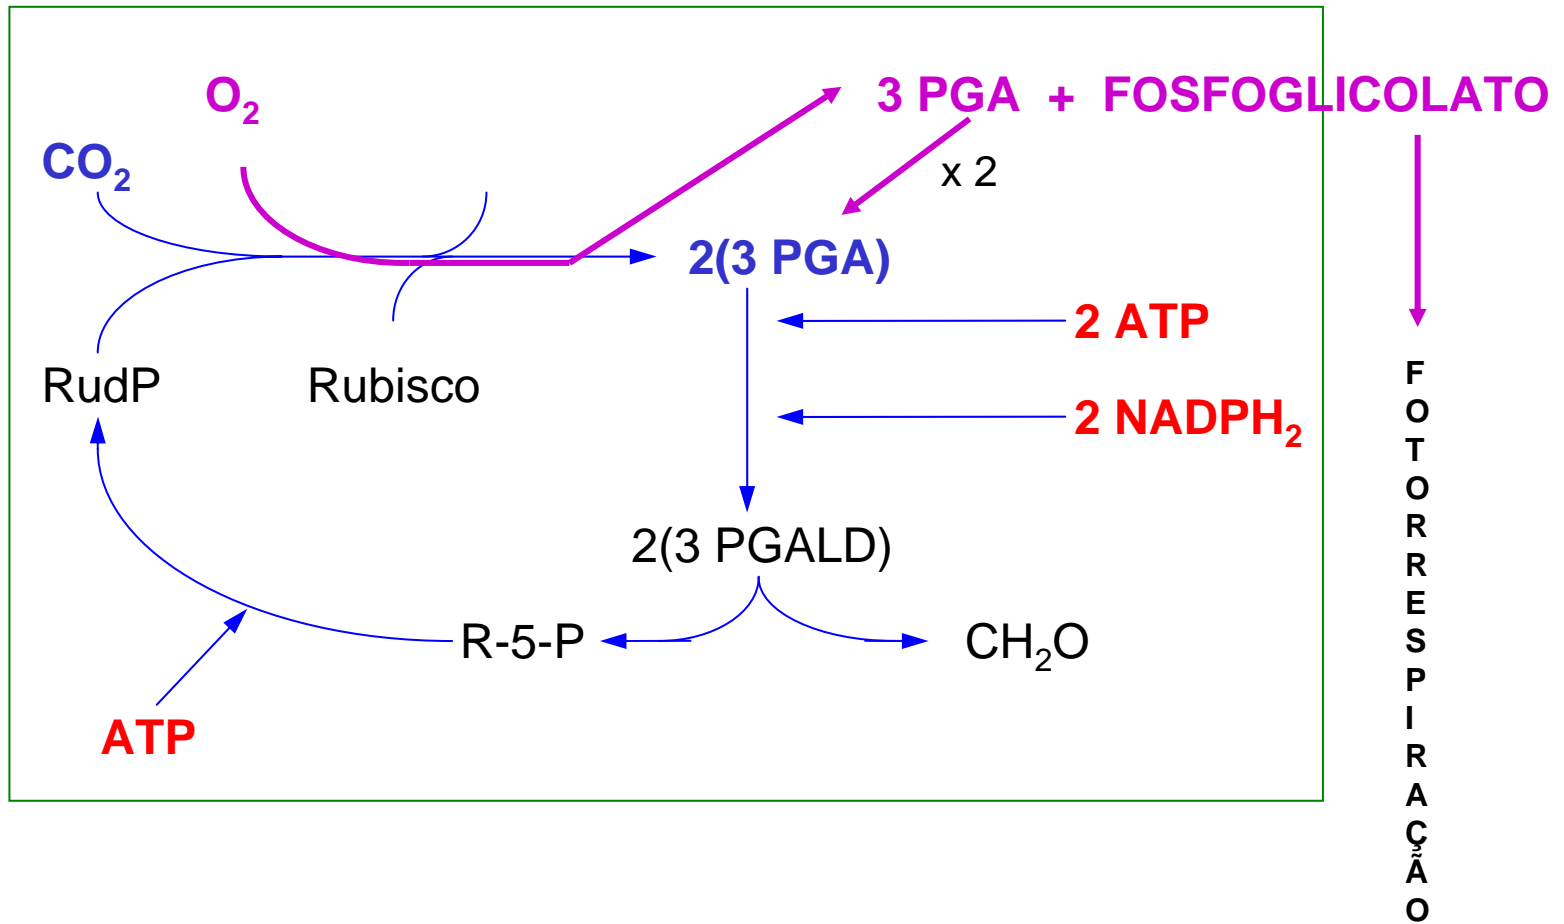 O₂
3 PGA + FOSFOGLICOLATO
CO₂
x 2
2(3 PGA)
2 ATP
RudP
Rubisco
2 NADPH₂
2(3 PGALD)
R-5-P
CH₂O
ATP
F
O
T
O
R
R
E
S
P
I
R
A
Ç
Ã
O